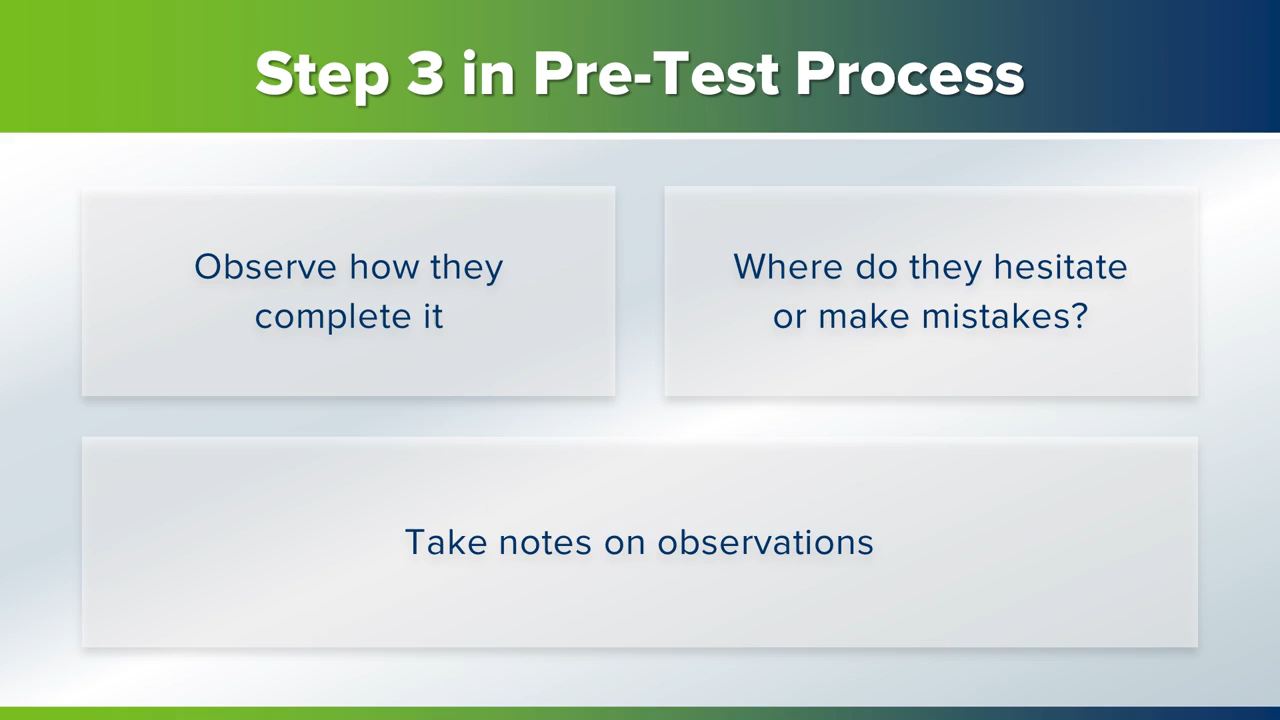 Step 3 in Pre-Test Process
Observe how they
complete it
Where do they hesitate
or make mistakes?
Take notes on observations